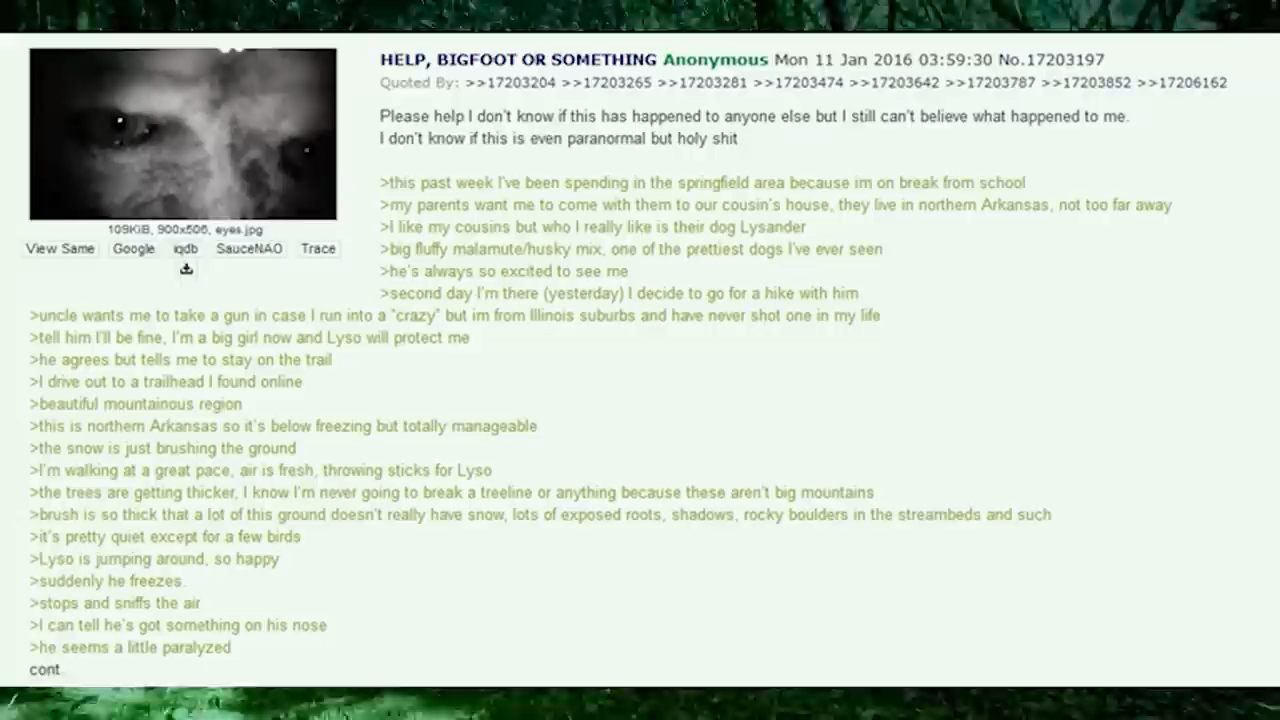 HELP, BIGFOOT OR SOMETHING Anonymous Mon 11 Jan 2016 03:59:30 No.17203197
Quoted By: >>17203204 >>17203265 >>17203281 >>17203474 >>17203642 >>17203787 >>17203852 >>17206162
Please help I don't know if this has happened to anyone else but I still can't believe what happened to me.
I don't know if this is even paranormal but holy shit
109KiB, 900x506, eyes.jpg
View Same Google iqdb SauceNAO Trace
>this past week I've been spending in the springfield area because im on break from school
>my parents want me to come with them to our cousin's house, they live in northern Arkansas, not too far away
>I like my cousins but who I really like is their dog Lysander
>big fluffy malamute/husky mix, one of the prettiest dogs I've ever seen
>he's always so excited to see me
>second day I'm there (yesterday) I decide to go for a hike with him
>uncle wants me to take a gun in case I run into a "crazy" but im from Illinois suburbs and have never shot one in my life
>tell him I'll be fine, I'm a big girl now and Lyso will protect me
>he agrees but tells me to stay on the trail
>I drive out to a trailhead I found online
>beautiful mountainous region
>this is northern Arkansas so it's below freezing but totally manageable
>the snow is just brushing the ground
>I'm walking at a great pace, air is fresh, throwing sticks for Lyso
>the trees are getting thicker, I know I'm never going to break a treeline or anything because these aren't big mountains
>brush is so thick that a lot of this ground doesn't really have snow, lots of exposed roots, shadows, rocky boulders in the streambeds and such
>it's pretty quiet except for a few birds
>Lyso is jumping around, so happy
>suddenly he freezes.
>stops and sniffs the air
>I can tell he's got something on his nose
>he seems a little paralyzed
cont.